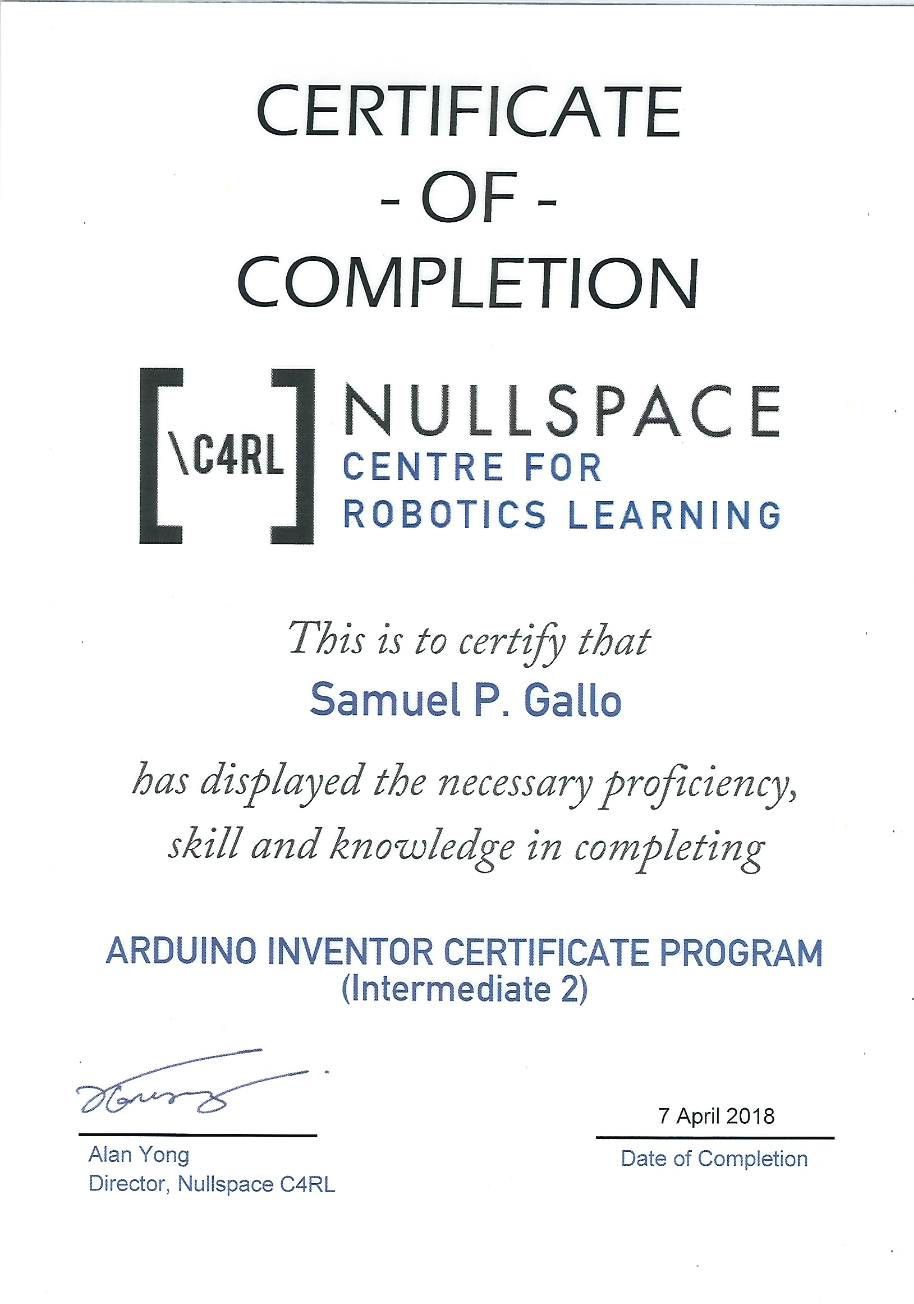 CERTIFICATE
- OF -
COMPLETION
\C4RL
NULLSPACE
CENTRE FOR
ROBOTICS LEARNING
This is to certify that
Samuel P. Gallo
has displayed the necessary proficiency,
skill and knowledge in completing
ARDUINO INVENTOR CERTIFICATE PROGRAM
(Intermediate 2)
7 April 2018
Alan Yong
Director, Nullspace C4RL
Date of Completion